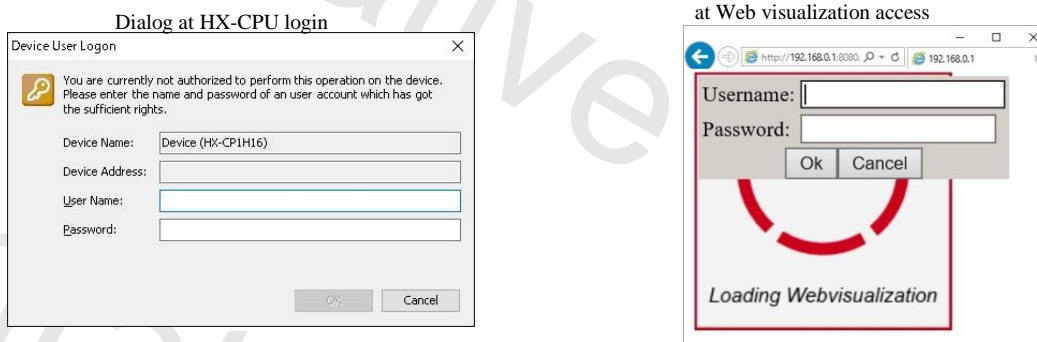 Dialog at HX-CPU login
Device User Logon
You are currently not authorized to perform this operation on the device.
Please enter the name and password of an user account which has got
the sufficient rights.
Device Name: Device (HX-CP1H16)
Device Address:
User Name:
Password:
OK Cancel
at Web visualization access
http://192.168.0.1:8080 192.168.0.1
Username:
Password:
Ok Cancel
Loading Webvisualization